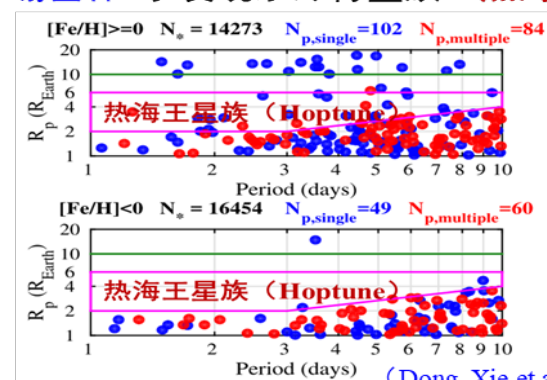 [Fe/H]>=0 N* = 14273 Np,single=102 Np,multiple=84
20
10
6
4
2
1
Rp (REarth)
热海王星族（Hoptune）
1 2 3 4 5 6 7 8 9 10
Period (days)
[Fe/H]<0 N* = 16454 Np,single=49 Np,multiple=60
20
10
6
4
2
1
Rp (REarth)
热海王星族（Hoptune）
1 2 3 4 5 6 7 8 9 10
Period (days)
（Dong, Xie et a